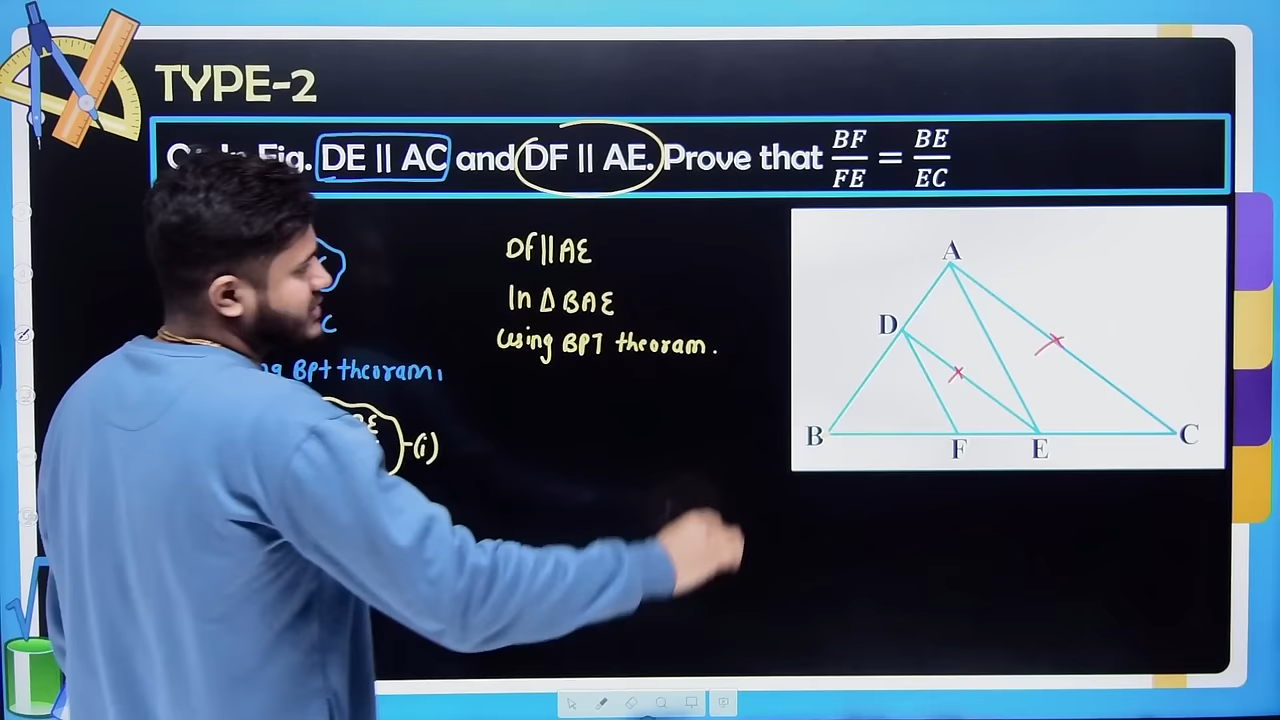 TYPE-2
In Fig. DE || AC and DF || AE. Prove that BF/FE = BE/EC
DF||AE
In Δ BAE
Using BPT theoram.
C
BPt theoram,
E -(i)
A
D
B
F
E
C